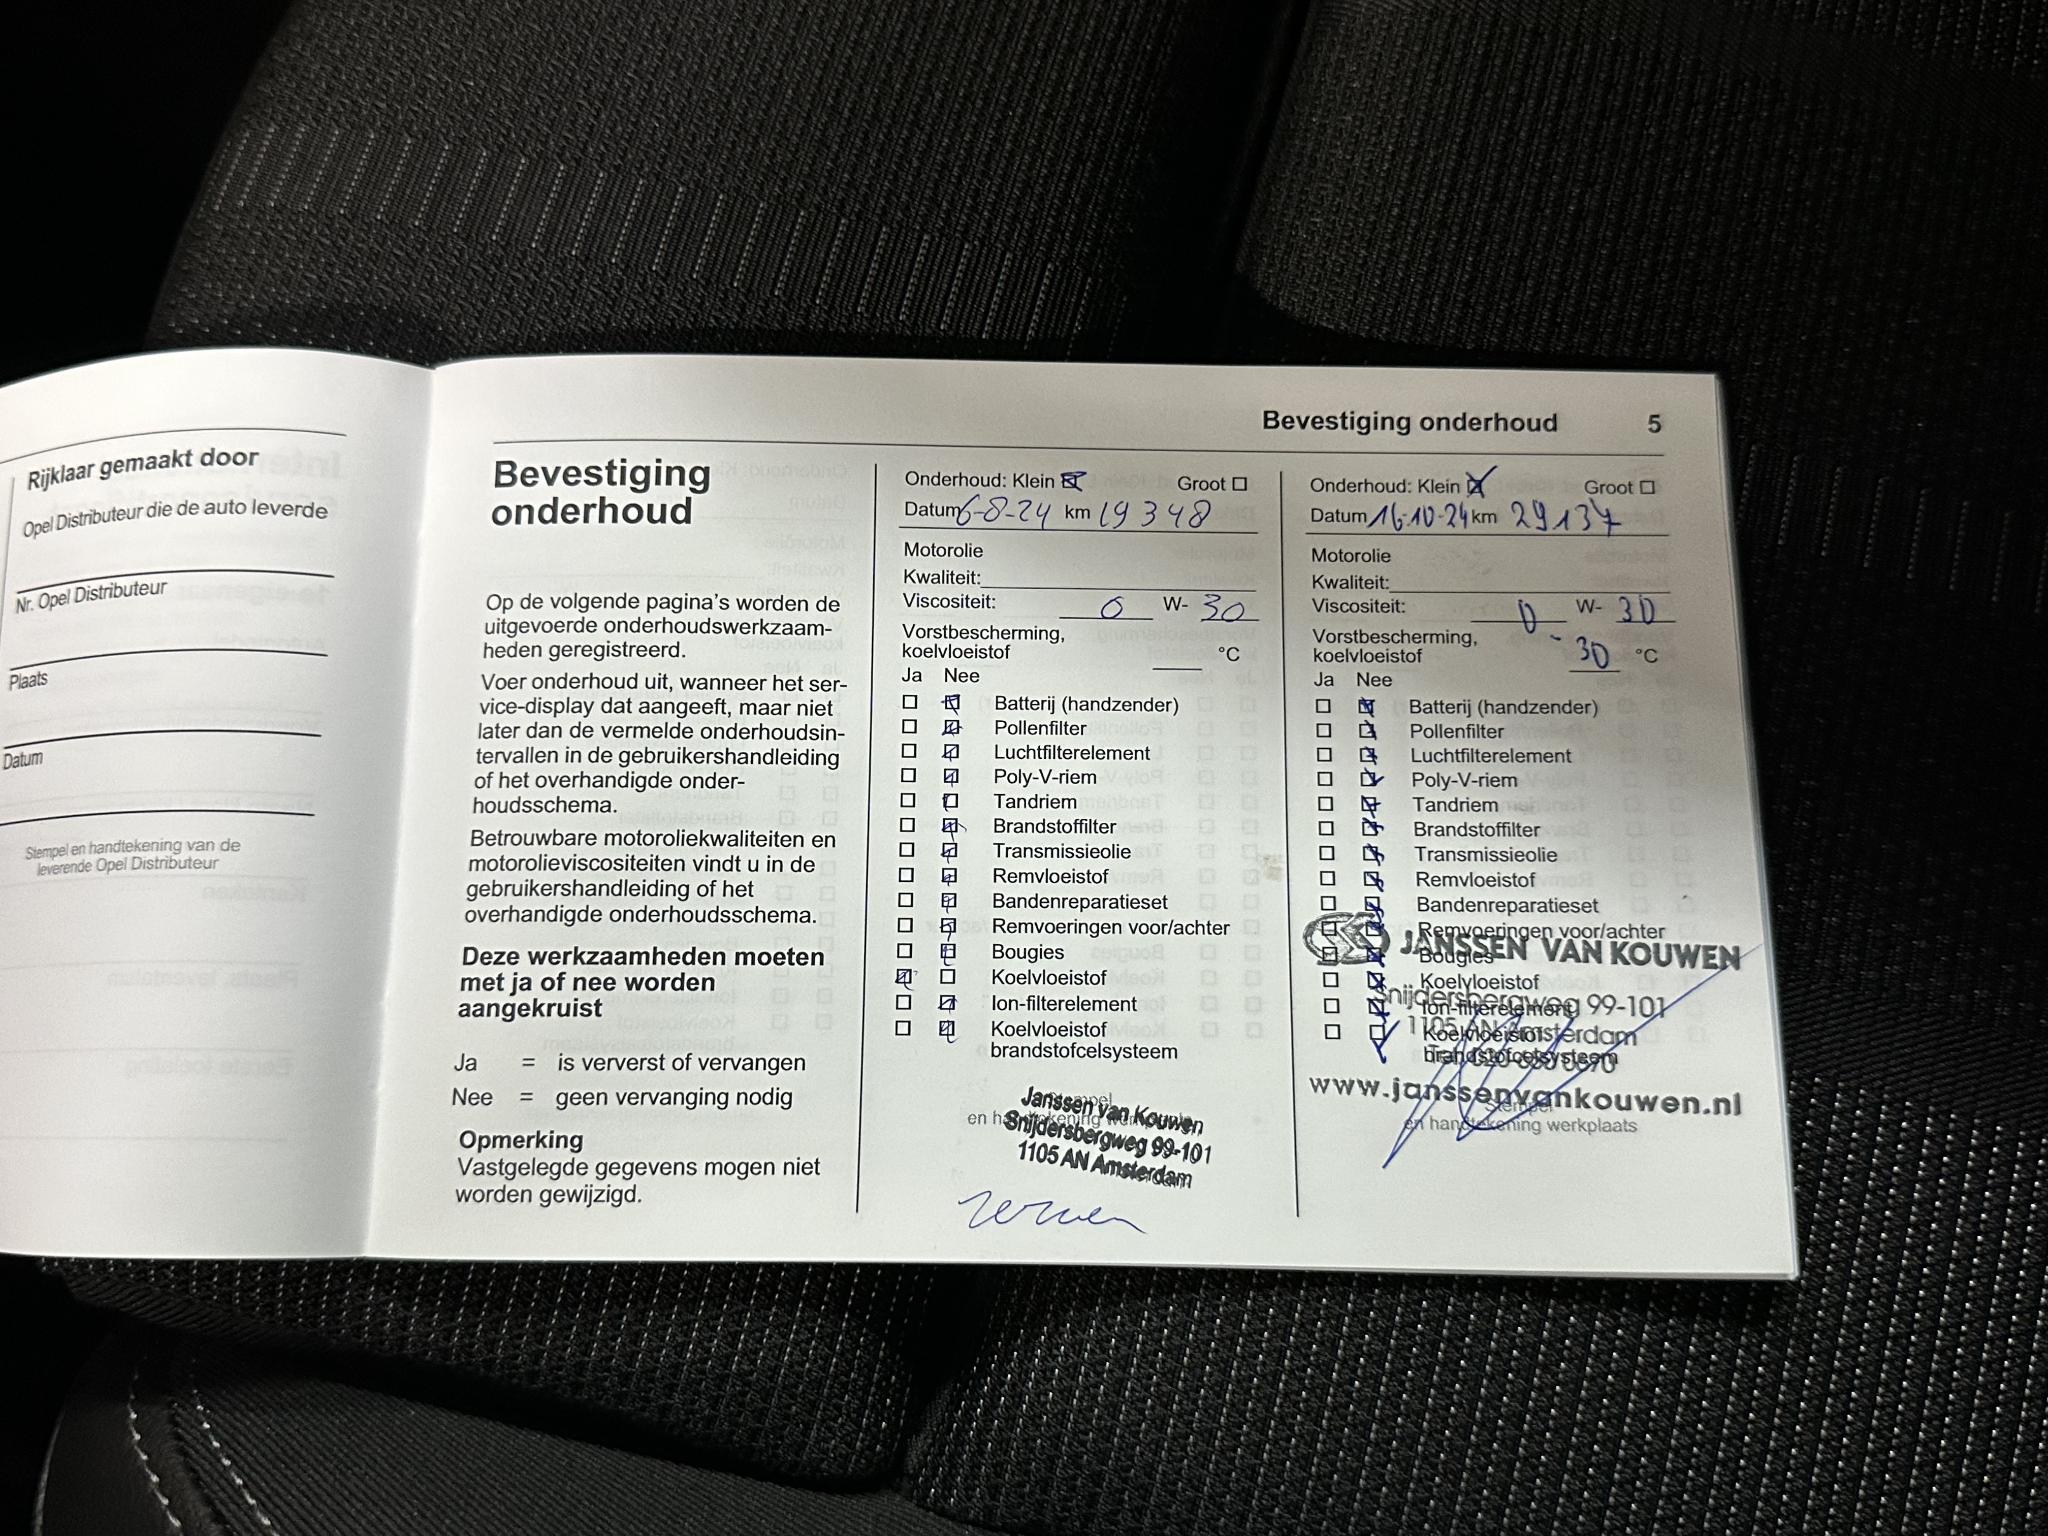 Rijklaar gemaakt door
Opel Distributeur die de auto leverde
Nr. Opel Distributeur
Plaats
Datum
Stempel en handtekening van de
leverende Opel Distributeur
Bevestiging onderhoud 5
Bevestiging
onderhoud
Op de volgende pagina's worden de
uitgevoerde onderhoudswerkzaam-
heden geregistreerd.
Voer onderhoud uit, wanneer het ser-
vice-display dat aangeeft, maar niet
later dan de vermelde onderhoudsin-
tervallen in de gebruikershandleiding
of het overhandigde onder-
houdsschema.
Betrouwbare motoroliekwaliteiten en
motorolieviscositeiten vindt u in de
gebruikershandleiding of het
overhandigde onderhoudsschema.
Deze werkzaamheden moeten
met ja of nee worden
aangekruist
Ja = is ververst of vervangen
Nee = geen vervanging nodig
Opmerking
Vastgelegde gegevens mogen niet
worden gewijzigd.
Onderhoud: Klein Groot
Datum 6-8-24 km 19348
Motorolie
Kwaliteit:
Viscositeit: 0 W- 30
Vorstbescherming,
koelvloeistof °C
Ja Nee
Batterij (handzender)
Pollenfilter
Luchtfilterelement
Poly-V-riem
Tandriem
Brandstoffilter
Transmissieolie
Remvloeistof
Bandenreparatieset
Remvoeringen voor/achter
Bougies
Koelvloeistof
Ion-filterelement
Koelvloeistof
brandstofcelsysteem
Stempel
en handtekening werkplaats
Janssen van Kouwen
Snijdersbergweg 99-101
1105 AN Amsterdam
Onderhoud: Klein Groot
Datum 16-10-24 km 29137
Motorolie
Kwaliteit:
Viscositeit: 0 W- 30
Vorstbescherming,
koelvloeistof -30 °C
Ja Nee
Batterij (handzender)
Pollenfilter
Luchtfilterelement
Poly-V-riem
Tandriem
Brandstoffilter
Transmissieolie
Remvloeistof
Bandenreparatieset
Remvoeringen voor/achter
Bougies
Koelvloeistof
Ion-filterelement
Koelvloeistof
brandstofcelsysteem
JANSSEN VAN KOUWEN
Snijdersbergweg 99-101
1105 AN Amsterdam
www.janssenvankouwen.nl
Stempel
en handtekening werkplaats